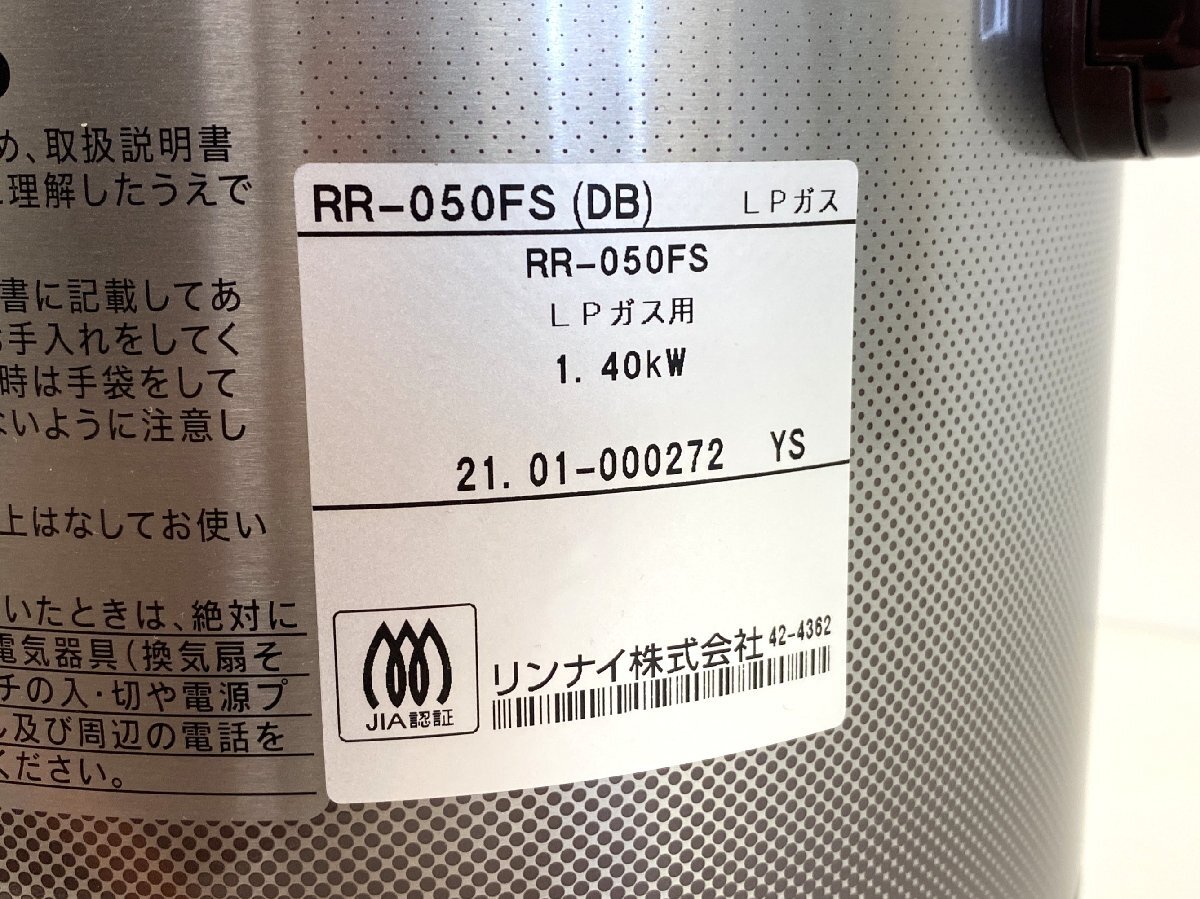 め、取扱説明書
理解したうえで
書に記載してあ
お手入れをしてく
時は手袋をして
ないように注意し
上はなしてお使い
いたときは、絶対に
電気器具(換気扇そ
チの入・切や電源プ
し及び周辺の電話を
ください。
RR-050FS (DB) LPガス
RR-050FS
LPガス用
1.40kW
21.01-000272 YS
JIA認証
リンナイ株式会社 42-4362